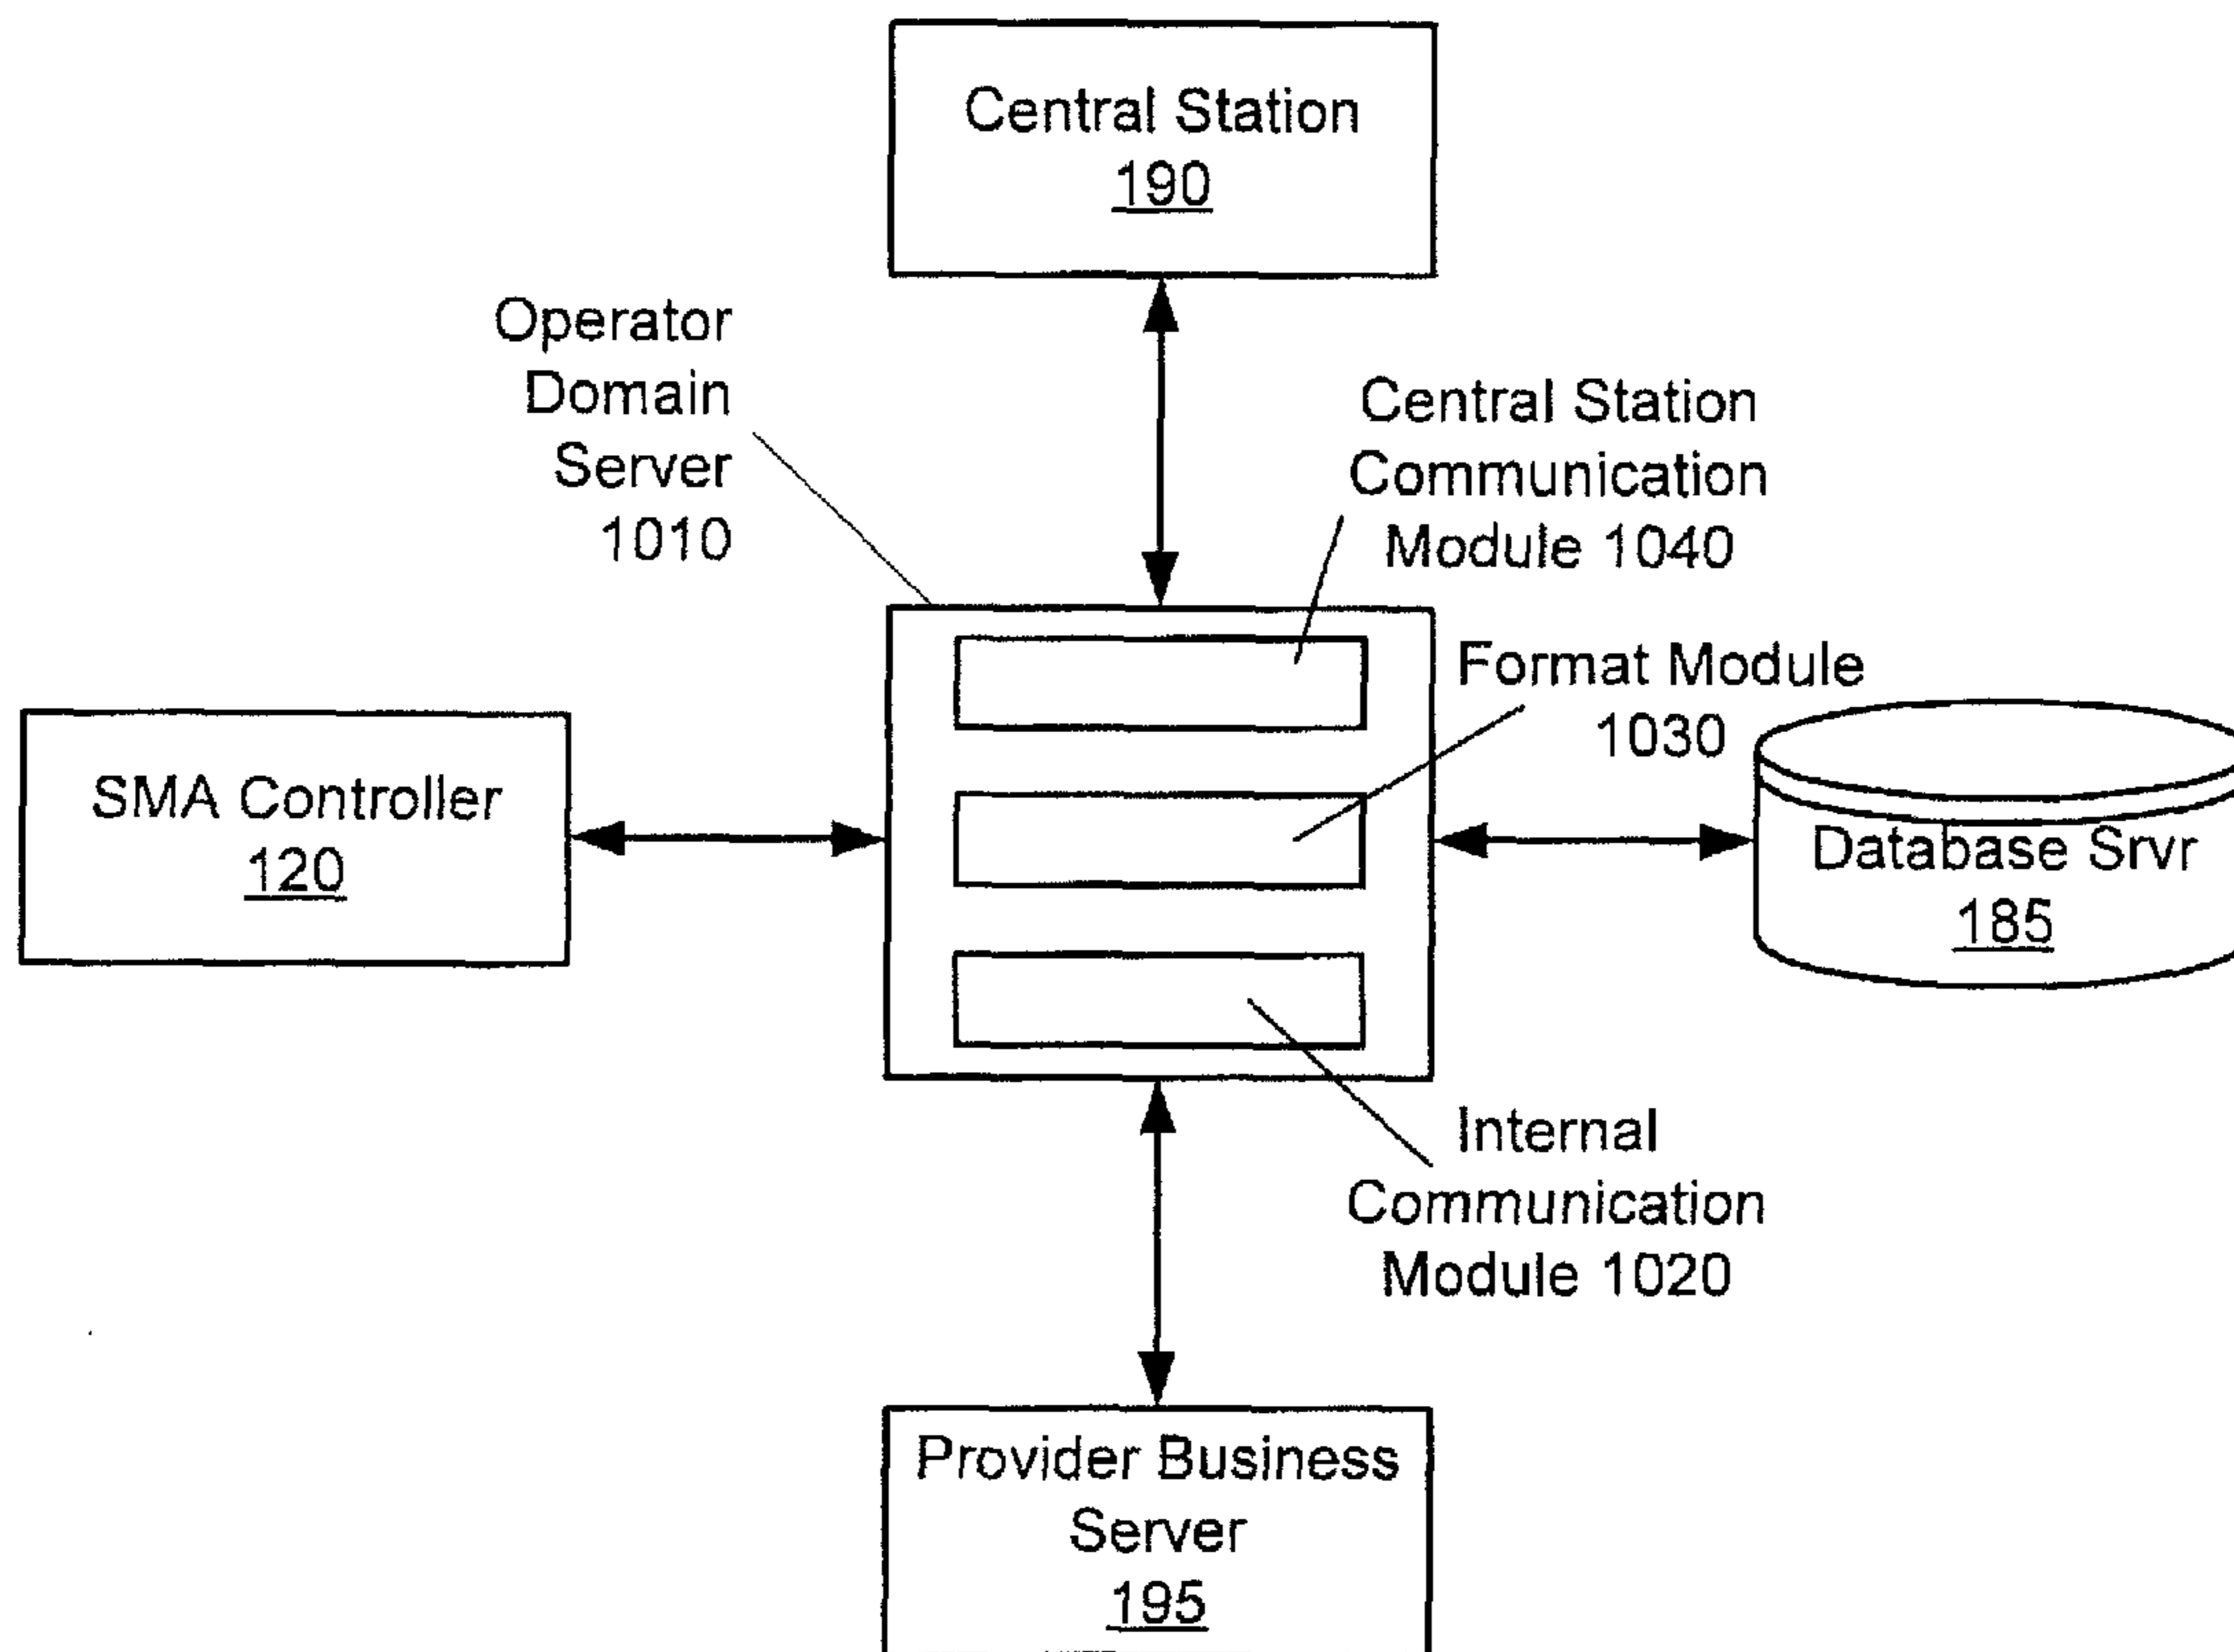 Central Station
190
Operator
Domain
Server
1010
Central Station
Communication
Module 1040
Format Module
1030
SMA Controller
120
Database Srvr
185
Internal
Communication
Module 1020
Provider Business
Server
195